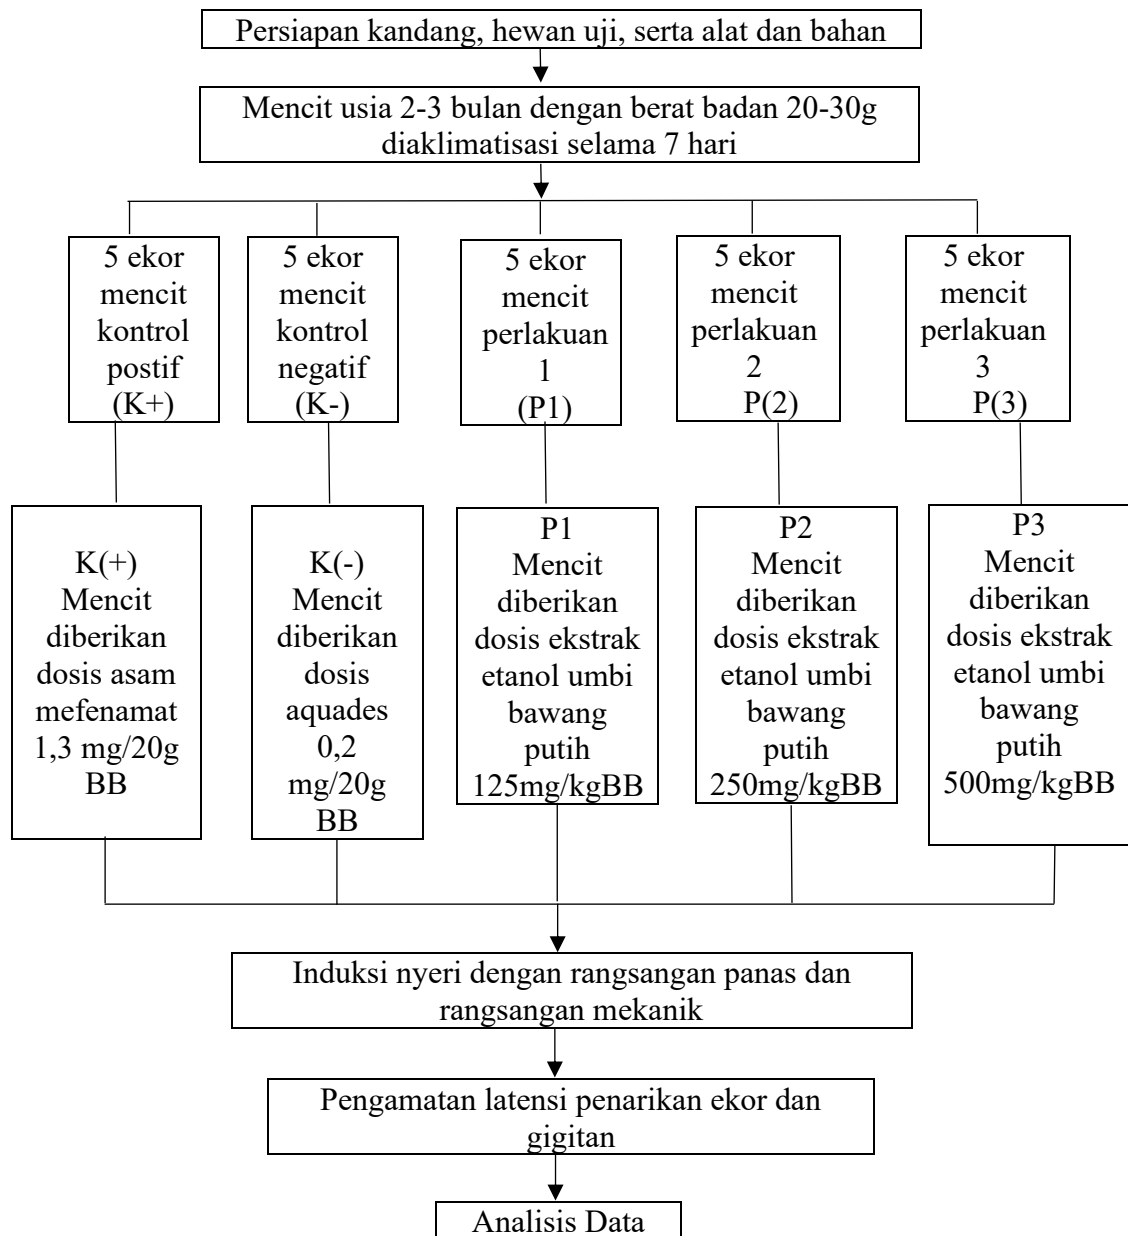 Persiapan kandang, hewan uji, serta alat dan bahan
Mencit usia 2-3 bulan dengan berat badan 20-30g
diaklimatisasi selama 7 hari
5 ekor
mencit
kontrol
postif
(K+)
5 ekor
mencit
kontrol
negatif
(K-)
5 ekor
mencit
perlakuan
1
(P1)
5 ekor
mencit
perlakuan
2
P(2)
5 ekor
mencit
perlakuan
3
P(3)
K(+)
Mencit
diberikan
dosis asam
mefenamat
1,3 mg/20g
BB
K(-)
Mencit
diberikan
dosis
aquades
0,2
mg/20g
BB
P1
Mencit
diberikan
dosis ekstrak
etanol umbi
bawang
putih
125mg/kgBB
P2
Mencit
diberikan
dosis ekstrak
etanol umbi
bawang
putih
250mg/kgBB
P3
Mencit
diberikan
dosis ekstrak
etanol umbi
bawang
putih
500mg/kgBB
Induksi nyeri dengan rangsangan panas dan
rangsangan mekanik
Pengamatan latensi penarikan ekor dan
gigitan
Analisis Data